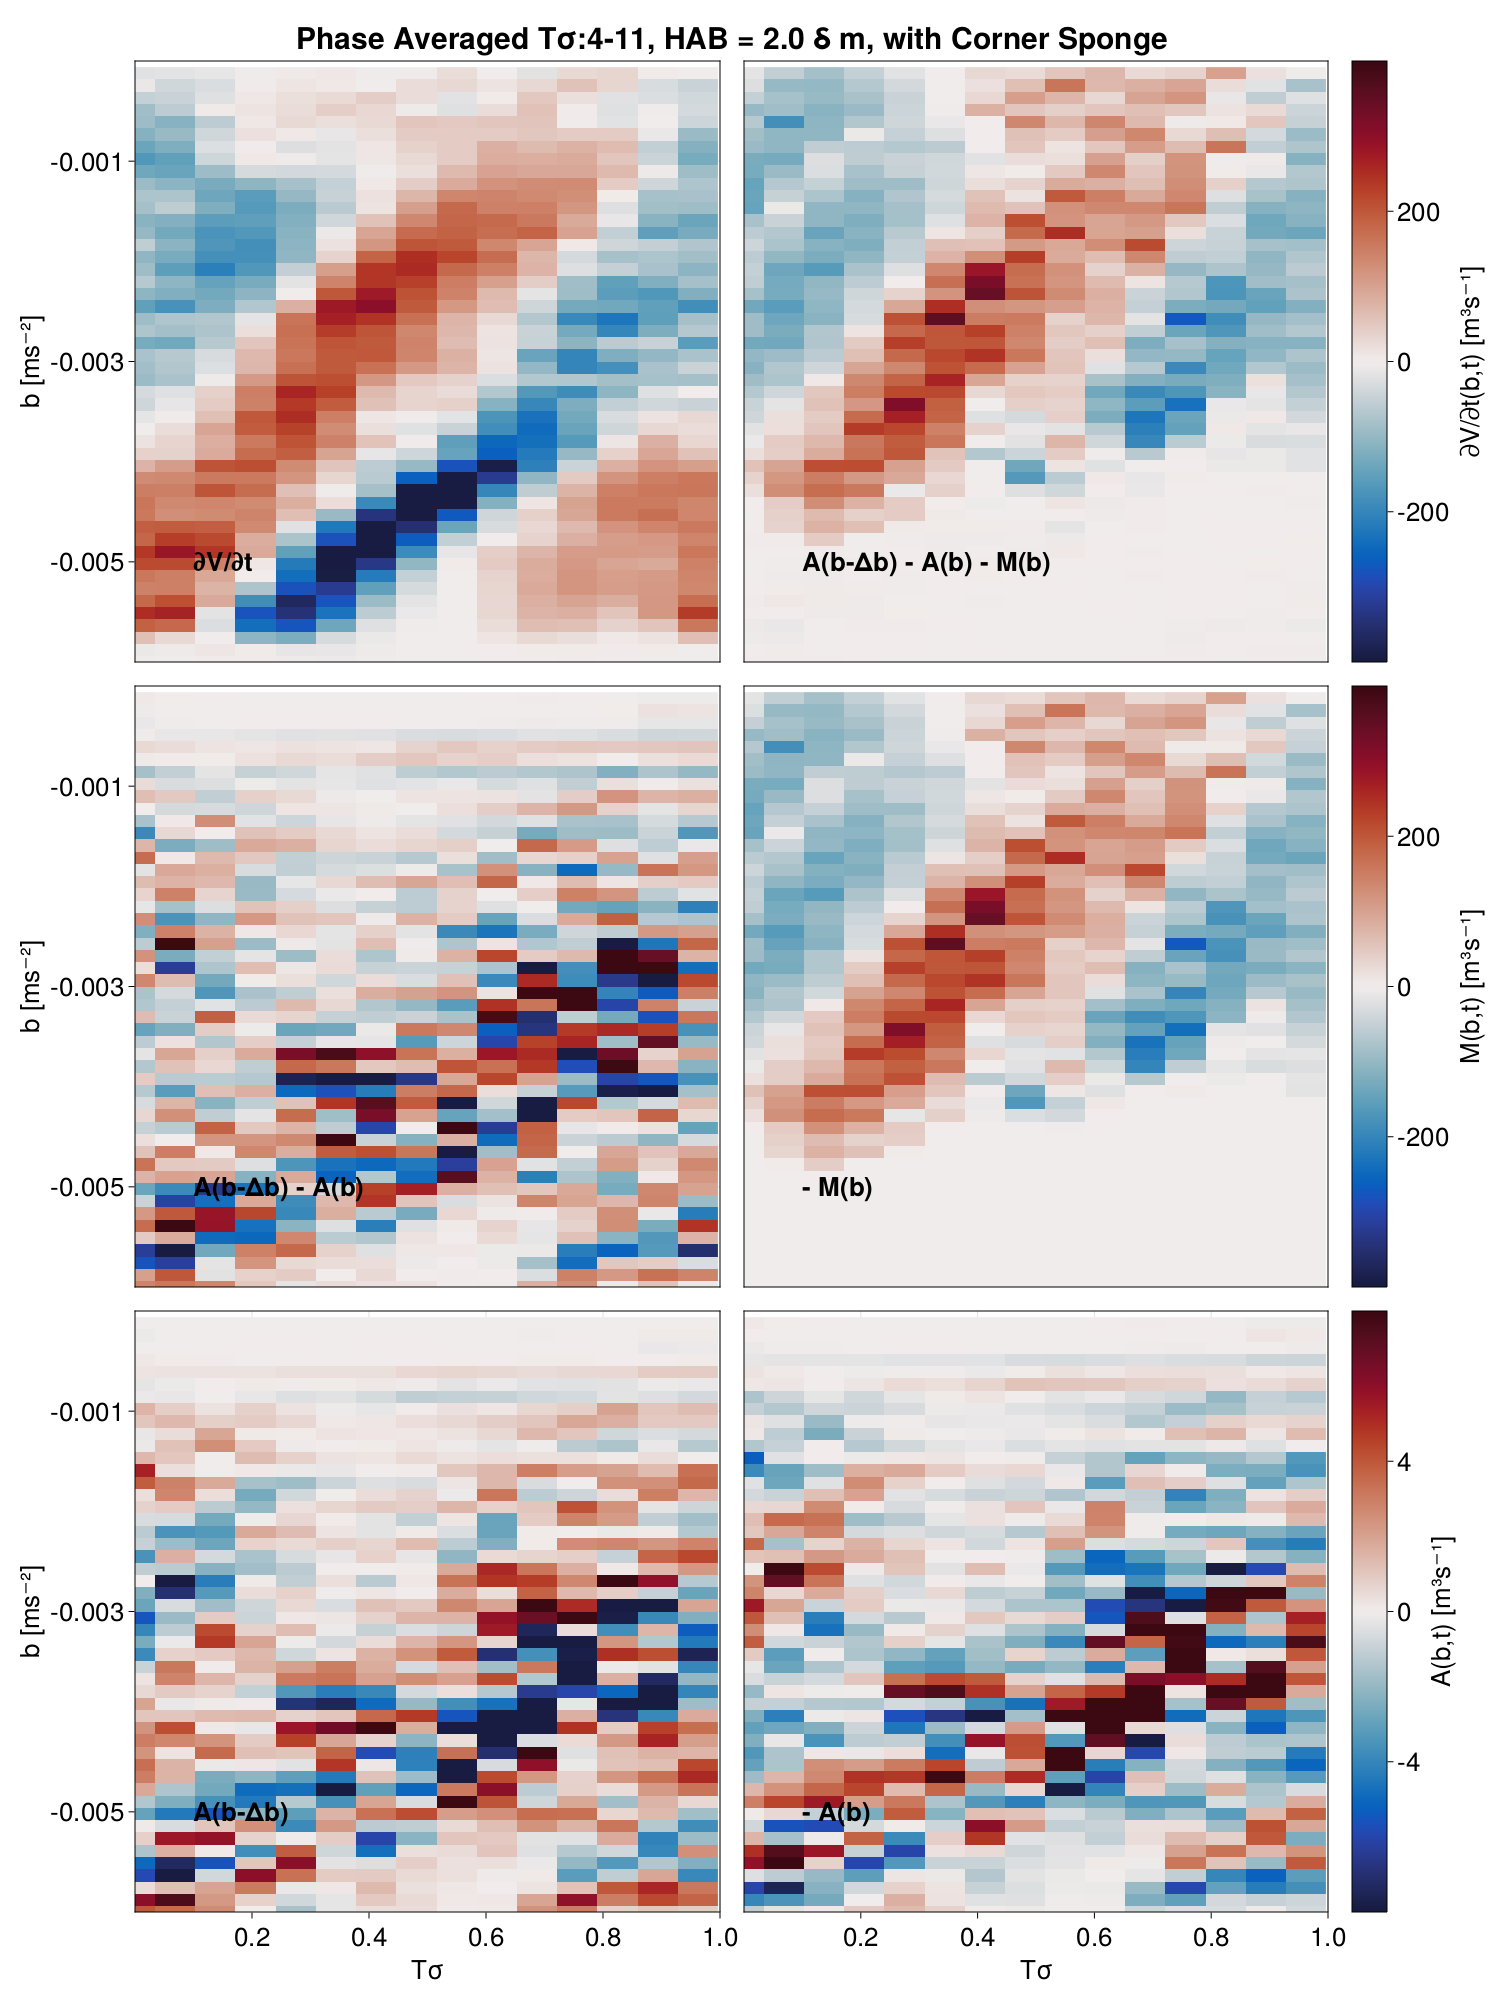 Phase Averaged Tσ:4-11, HAB = 2.0 δ m, with Corner Sponge
-0.001
-0.003
-0.005
b [ms⁻²]
∂V/∂t
A(b-Δb) - A(b) - M(b)
200
0
-200
∂V/∂t(b,t) [m³s⁻¹]
-0.001
-0.003
-0.005
b [ms⁻²]
A(b-Δb) - A(b)
- M(b)
200
0
-200
M(b,t) [m³s⁻¹]
-0.001
-0.003
-0.005
b [ms⁻²]
A(b-Δb)
- A(b)
4
0
-4
A(b,t) [m³s⁻¹]
0.2 0.4 0.6 0.8 1.0
Tσ
0.2 0.4 0.6 0.8 1.0
Tσ